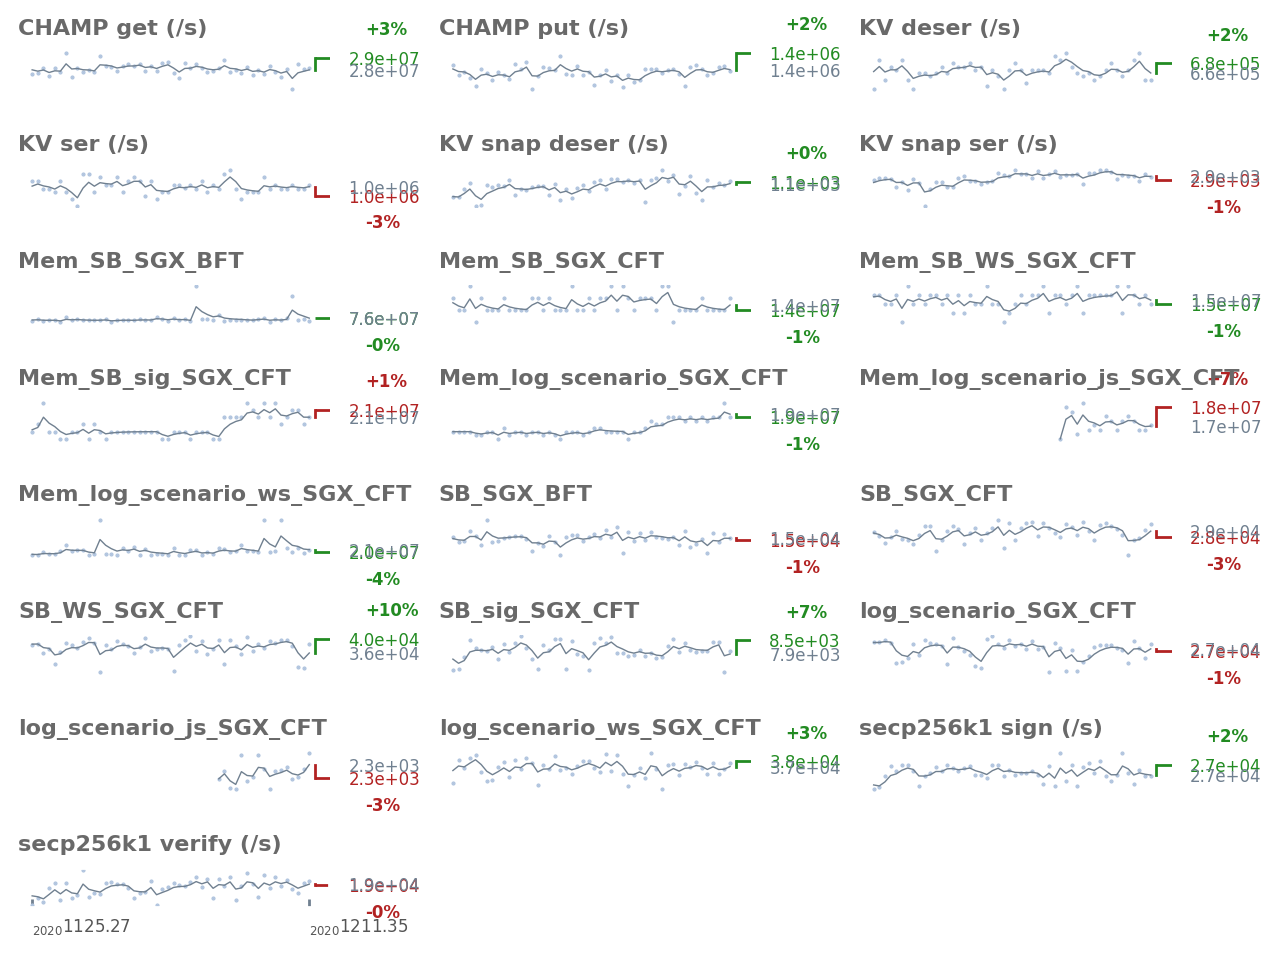 CHAMP get (/s)
+3%
2.9e+07
2.8e+07
CHAMP put (/s)
+2%
1.4e+06
1.4e+06
KV deser (/s)
+2%
6.8e+05
6.6e+05
KV ser (/s)
1.0e+06
1.0e+06
-3%
KV snap deser (/s)
+0%
1.1e+03
1.1e+03
KV snap ser (/s)
2.9e+03
2.9e+03
-1%
Mem_SB_SGX_BFT
7.6e+07
-0%
Mem_SB_SGX_CFT
1.4e+07
1.4e+07
-1%
Mem_SB_WS_SGX_CFT
1.5e+07
1.5e+07
-1%
Mem_SB_sig_SGX_CFT
+1%
2.1e+07
2.1e+07
Mem_log_scenario_SGX_CFT
1.9e+07
1.9e+07
-1%
Mem_log_scenario_js_SGX_CFT
+7%
1.8e+07
1.7e+07
Mem_log_scenario_ws_SGX_CFT
2.1e+07
2.0e+07
-4%
SB_SGX_BFT
1.5e+04
1.5e+04
-1%
SB_SGX_CFT
2.9e+04
2.8e+04
-3%
SB_WS_SGX_CFT
+10%
4.0e+04
3.6e+04
SB_sig_SGX_CFT
+7%
8.5e+03
7.9e+03
log_scenario_SGX_CFT
2.7e+04
2.7e+04
-1%
log_scenario_js_SGX_CFT
2.3e+03
2.3e+03
-3%
log_scenario_ws_SGX_CFT
+3%
3.8e+04
3.7e+04
secp256k1 sign (/s)
+2%
2.7e+04
2.7e+04
secp256k1 verify (/s)
1.9e+04
1.9e+04
-0%
2020 1125.27
2020 1211.35